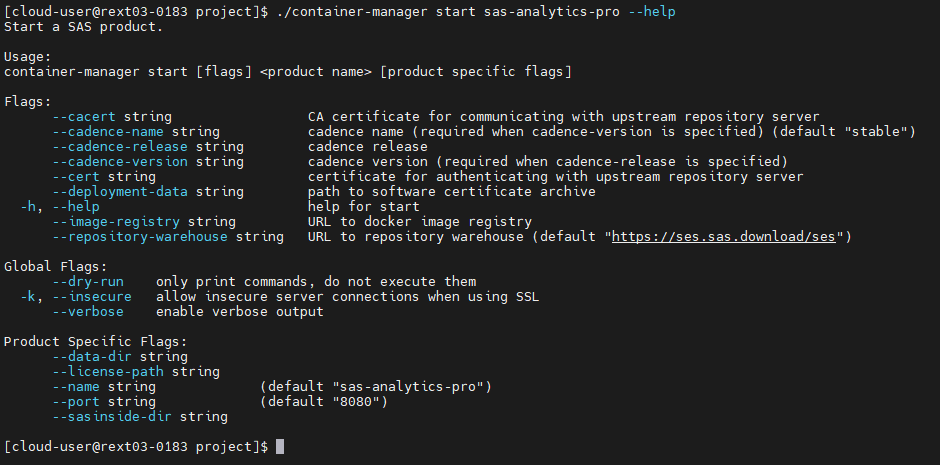 [cloud-user@rext03-0183 project]$ ./container-manager start sas-analytics-pro --help
Start a SAS product.
Usage:
container-manager start [flags] <product name> [product specific flags]
Flags:
--cacert string CA certificate for communicating with upstream repository server
--cadence-name string cadence name (required when cadence-version is specified) (default "stable")
--cadence-release string cadence release
--cadence-version string cadence version (required when cadence-release is specified)
--cert string certificate for authenticating with upstream repository server
--deployment-data string path to software certificate archive
-h, --help help for start
--image-registry string URL to docker image registry
--repository-warehouse string URL to repository warehouse (default "https://ses.sas.download/ses")
Global Flags:
--dry-run only print commands, do not execute them
-k, --insecure allow insecure server connections when using SSL
--verbose enable verbose output
Product Specific Flags:
--data-dir string
--license-path string
--name string (default "sas-analytics-pro")
--port string (default "8080")
--sasinside-dir string
[cloud-user@rext03-0183 project]$